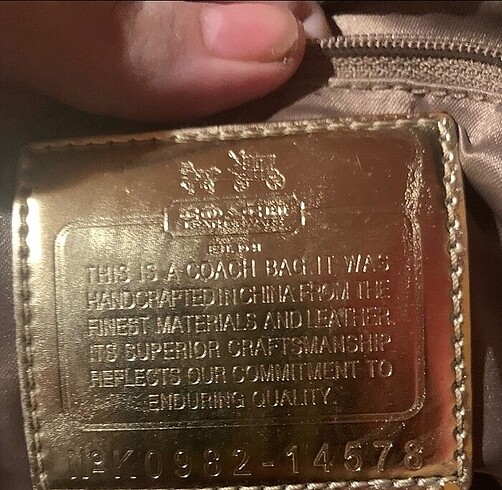 EST. 1941
THIS IS A COACH BAG. IT WAS
HANDCRAFTED IN CHINA FROM THE
FINEST MATERIALS AND LEATHER.
ITS SUPERIOR CRAFTSMANSHIP
REFLECTS OUR COMMITMENT TO
ENDURING QUALITY.
Nº K0982-14578